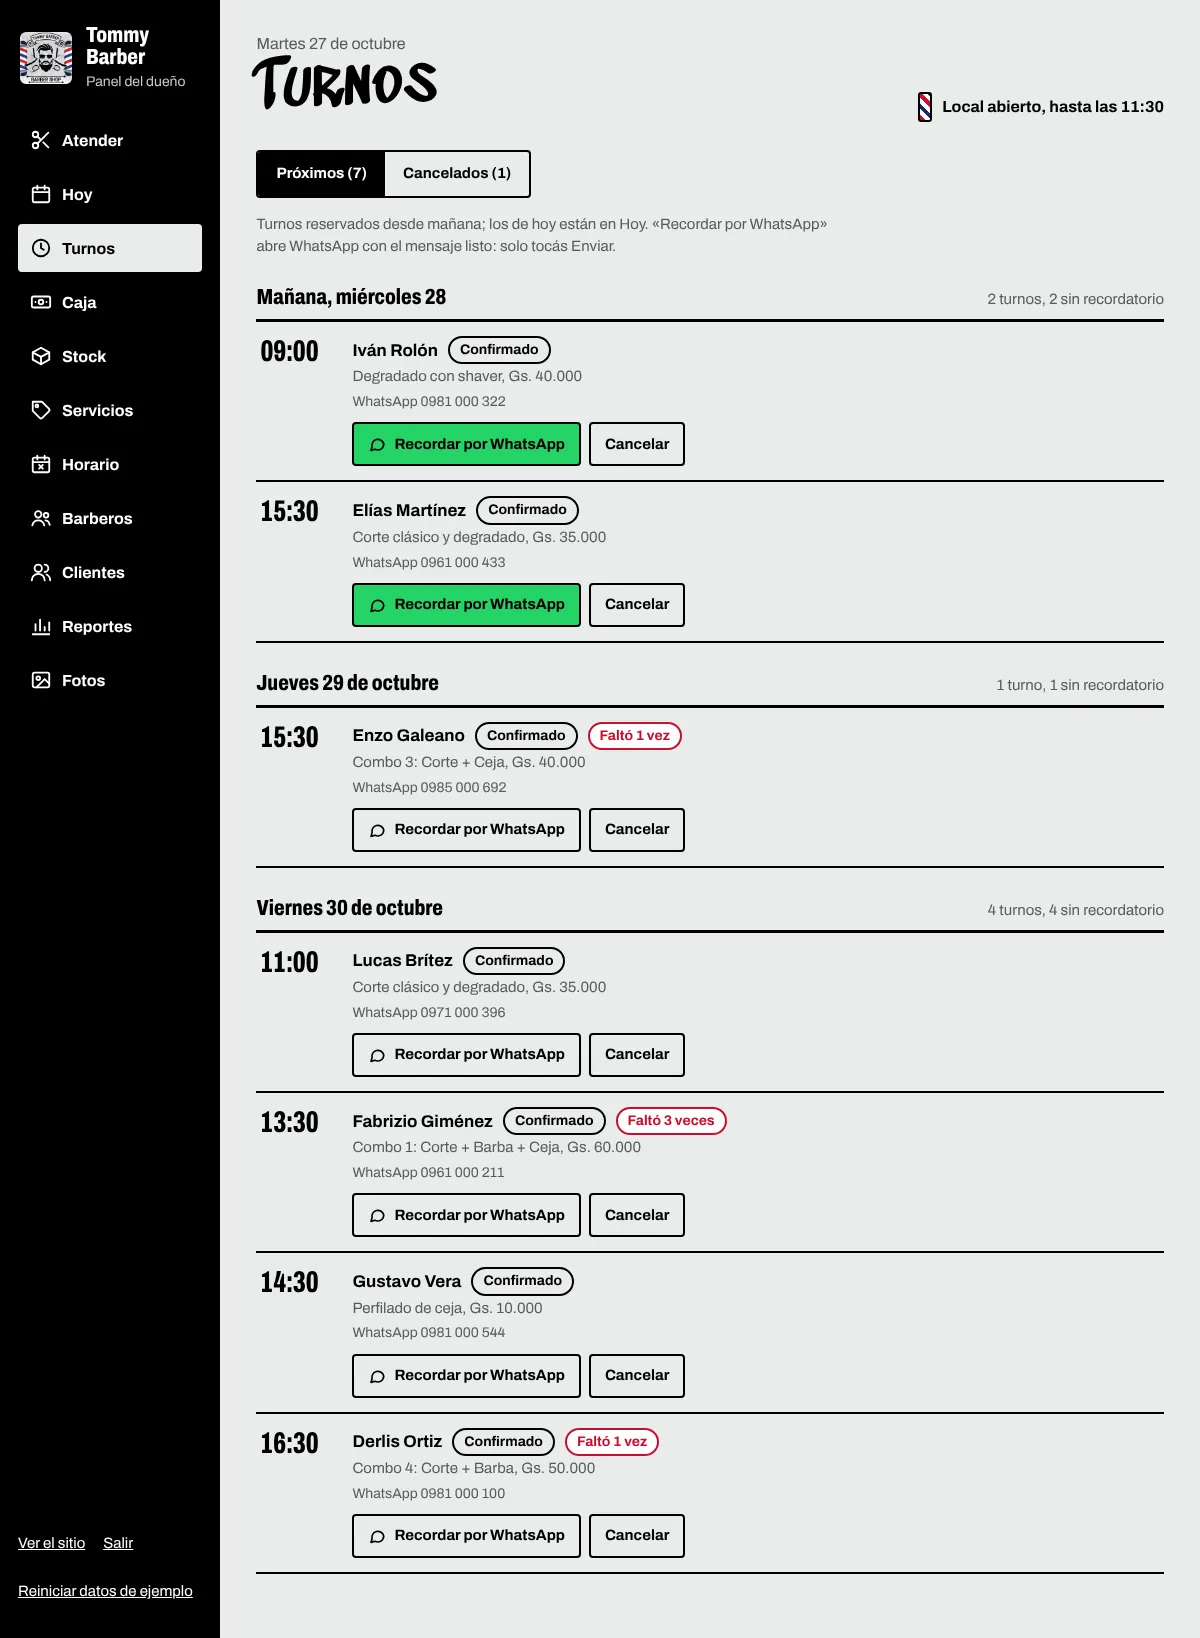 Tommy
Barber
Panel del dueño
BARBER SHOP
Atender
Hoy
Turnos
Caja
Stock
Servicios
Horario
Barberos
Clientes
Reportes
Fotos
Ver el sitio Salir
Reiniciar datos de ejemplo
Martes 27 de octubre
TURNOS
Local abierto, hasta las 11:30
Próximos (7) Cancelados (1)
Turnos reservados desde mañana; los de hoy están en Hoy. «Recordar por WhatsApp»
abre WhatsApp con el mensaje listo: solo tocás Enviar.
Mañana, miércoles 28 2 turnos, 2 sin recordatorio
09:00 Iván Rolón Confirmado
Degradado con shaver, Gs. 40.000
WhatsApp 0981 000 322
Recordar por WhatsApp Cancelar
15:30 Elías Martínez Confirmado
Corte clásico y degradado, Gs. 35.000
WhatsApp 0961 000 433
Recordar por WhatsApp Cancelar
Jueves 29 de octubre 1 turno, 1 sin recordatorio
15:30 Enzo Galeano Confirmado Faltó 1 vez
Combo 3: Corte + Ceja, Gs. 40.000
WhatsApp 0985 000 692
Recordar por WhatsApp Cancelar
Viernes 30 de octubre 4 turnos, 4 sin recordatorio
11:00 Lucas Brítez Confirmado
Corte clásico y degradado, Gs. 35.000
WhatsApp 0971 000 396
Recordar por WhatsApp Cancelar
13:30 Fabrizio Giménez Confirmado Faltó 3 veces
Combo 1: Corte + Barba + Ceja, Gs. 60.000
WhatsApp 0961 000 211
Recordar por WhatsApp Cancelar
14:30 Gustavo Vera Confirmado
Perfilado de ceja, Gs. 10.000
WhatsApp 0981 000 544
Recordar por WhatsApp Cancelar
16:30 Derlis Ortiz Confirmado Faltó 1 vez
Combo 4: Corte + Barba, Gs. 50.000
WhatsApp 0981 000 100
Recordar por WhatsApp Cancelar